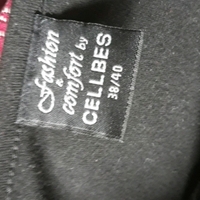 fashion
& comfort by
CELLBES
38/40